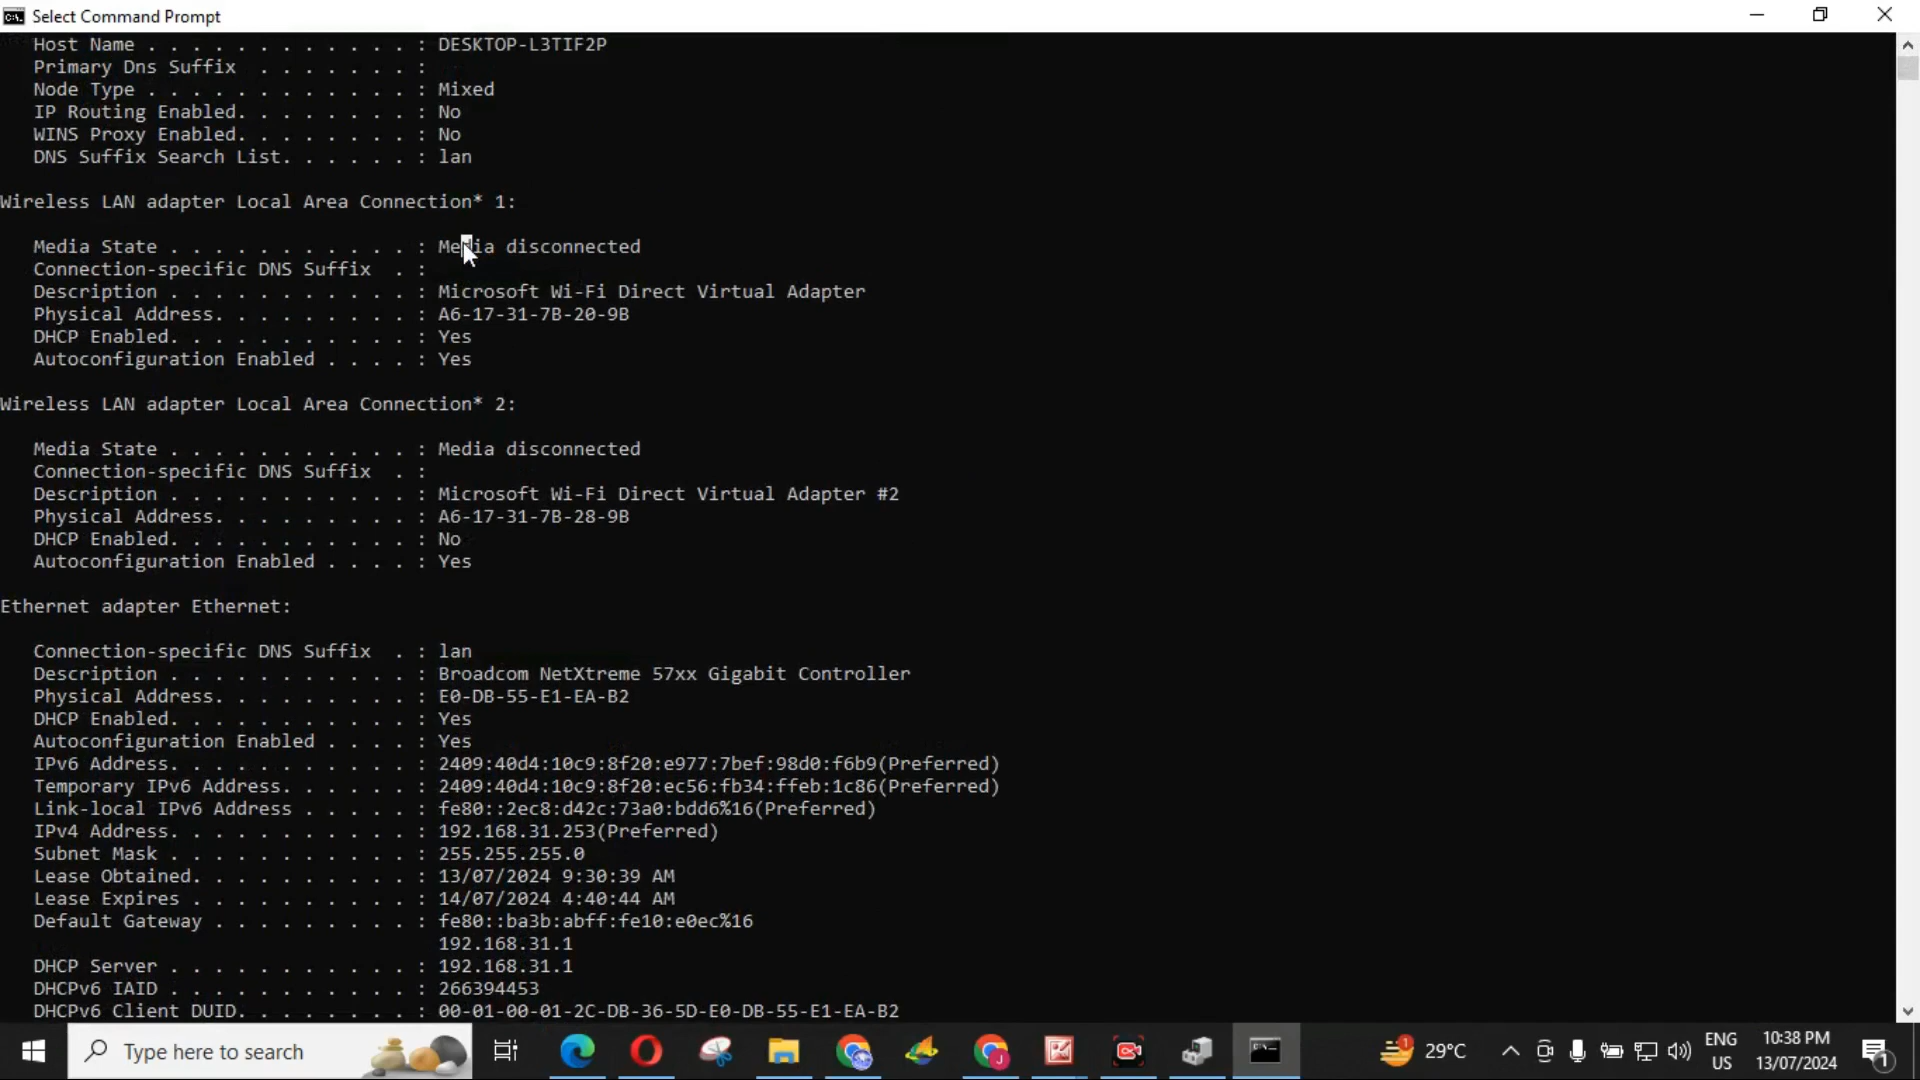 Select Command Prompt
Host Name . . . . . . . . . . . . : DESKTOP-L3TIF2P
Primary Dns Suffix  . . . . . . . :
Node Type . . . . . . . . . . . . : Mixed
IP Routing Enabled. . . . . . . . : No
WINS Proxy Enabled. . . . . . . . : No
DNS Suffix Search List. . . . . . : lan
Wireless LAN adapter Local Area Connection* 1:
Media State . . . . . . . . . . . : Media disconnected
Connection-specific DNS Suffix  . :
Description . . . . . . . . . . . : Microsoft Wi-Fi Direct Virtual Adapter
Physical Address. . . . . . . . . : A6-17-31-7B-20-9B
DHCP Enabled. . . . . . . . . . . : Yes
Autoconfiguration Enabled . . . . : Yes
Wireless LAN adapter Local Area Connection* 2:
Media State . . . . . . . . . . . : Media disconnected
Connection-specific DNS Suffix  . :
Description . . . . . . . . . . . : Microsoft Wi-Fi Direct Virtual Adapter #2
Physical Address. . . . . . . . . : A6-17-31-7B-28-9B
DHCP Enabled. . . . . . . . . . . : No
Autoconfiguration Enabled . . . . : Yes
Ethernet adapter Ethernet:
Connection-specific DNS Suffix  . : lan
Description . . . . . . . . . . . : Broadcom NetXtreme 57xx Gigabit Controller
Physical Address. . . . . . . . . : E0-DB-55-E1-EA-B2
DHCP Enabled. . . . . . . . . . . : Yes
Autoconfiguration Enabled . . . . : Yes
IPv6 Address. . . . . . . . . . . : 2409:40d4:10c9:8f20:e977:7bef:98d0:f6b9(Preferred)
Temporary IPv6 Address. . . . . . : 2409:40d4:10c9:8f20:ec56:fb34:ffeb:1c86(Preferred)
Link-local IPv6 Address . . . . . : fe80::2ec8:d42c:73a0:bdd6%16(Preferred)
IPv4 Address. . . . . . . . . . . : 192.168.31.253(Preferred)
Subnet Mask . . . . . . . . . . . : 255.255.255.0
Lease Obtained. . . . . . . . . . : 13/07/2024 9:30:39 AM
Lease Expires . . . . . . . . . . : 14/07/2024 4:40:44 AM
Default Gateway . . . . . . . . . : fe80::ba3b:abff:fe10:e0ec%16
192.168.31.1
DHCP Server . . . . . . . . . . . : 192.168.31.1
DHCPv6 IAID . . . . . . . . . . . : 266394453
DHCPv6 Client DUID. . . . . . . . : 00-01-00-01-2C-DB-36-5D-E0-DB-55-E1-EA-B2
Type here to search
1
29°C
ENG
US
10:38 PM
13/07/2024
1